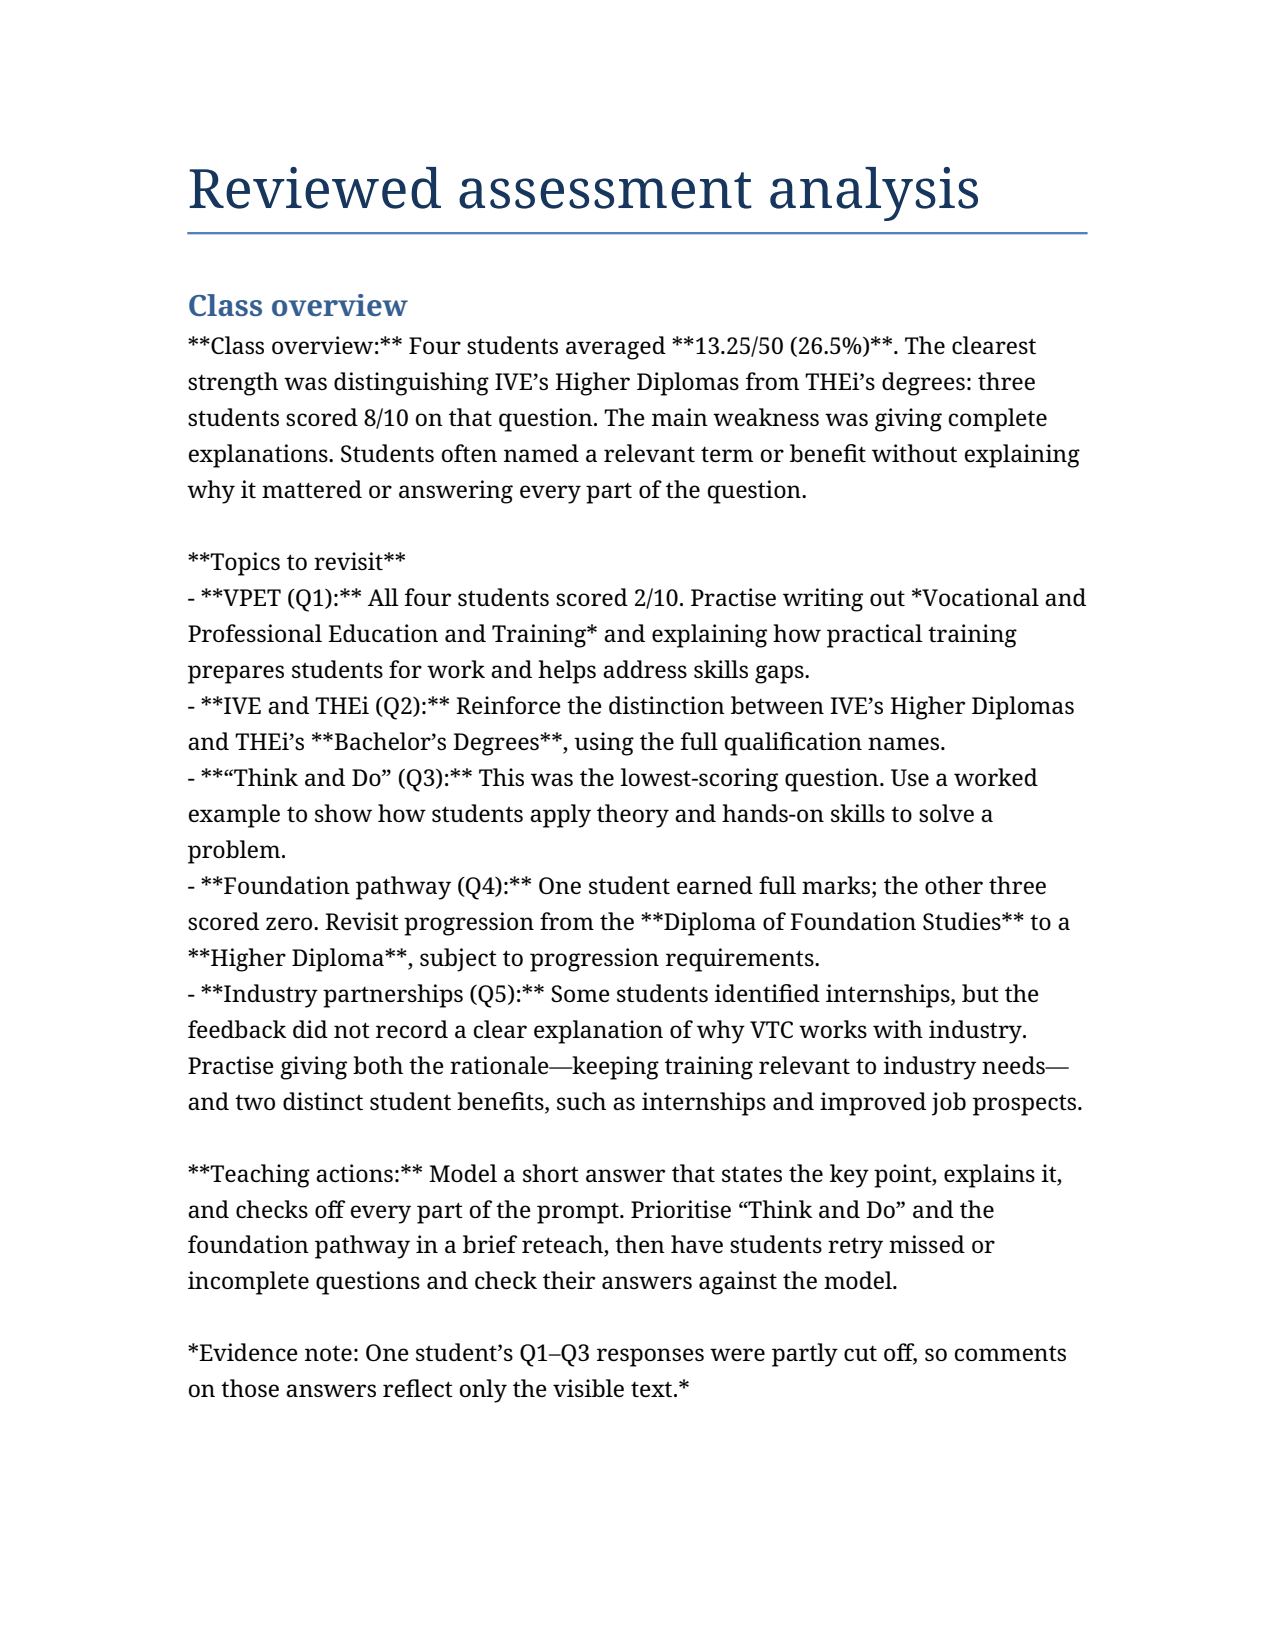 Reviewed assessment analysis
Class overview
**Class overview:** Four students averaged **13.25/50 (26.5%)**. The clearest
strength was distinguishing IVE’s Higher Diplomas from THEi’s degrees: three
students scored 8/10 on that question. The main weakness was giving complete
explanations. Students often named a relevant term or benefit without explaining
why it mattered or answering every part of the question.
**Topics to revisit**
- **VPET (Q1):** All four students scored 2/10. Practise writing out *Vocational and
Professional Education and Training* and explaining how practical training
prepares students for work and helps address skills gaps.
- **IVE and THEi (Q2):** Reinforce the distinction between IVE’s Higher Diplomas
and THEi’s **Bachelor’s Degrees**, using the full qualification names.
- **“Think and Do” (Q3):** This was the lowest-scoring question. Use a worked
example to show how students apply theory and hands-on skills to solve a
problem.
- **Foundation pathway (Q4):** One student earned full marks; the other three
scored zero. Revisit progression from the **Diploma of Foundation Studies** to a
**Higher Diploma**, subject to progression requirements.
- **Industry partnerships (Q5):** Some students identified internships, but the
feedback did not record a clear explanation of why VTC works with industry.
Practise giving both the rationale—keeping training relevant to industry needs—
and two distinct student benefits, such as internships and improved job prospects.
**Teaching actions:** Model a short answer that states the key point, explains it,
and checks off every part of the prompt. Prioritise “Think and Do” and the
foundation pathway in a brief reteach, then have students retry missed or
incomplete questions and check their answers against the model.
*Evidence note: One student’s Q1–Q3 responses were partly cut off, so comments
on those answers reflect only the visible text.*